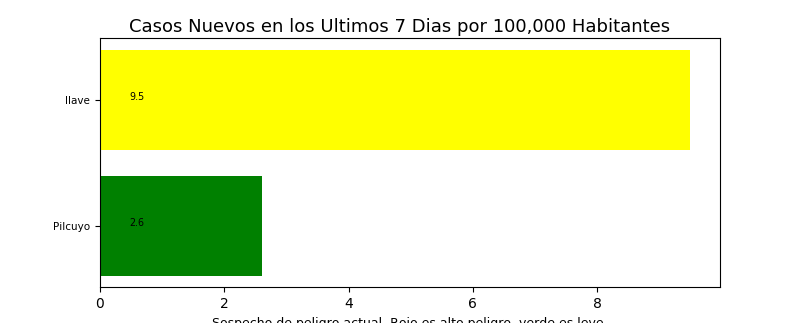 Casos Nuevos en los Ultimos 7 Dias por 100,000 Habitantes
Ilave
9.5
Pilcuyo
2.6
0 2 4 6 8
Sospecho de peligro actual. Rojo es alto peligro, verde es leve